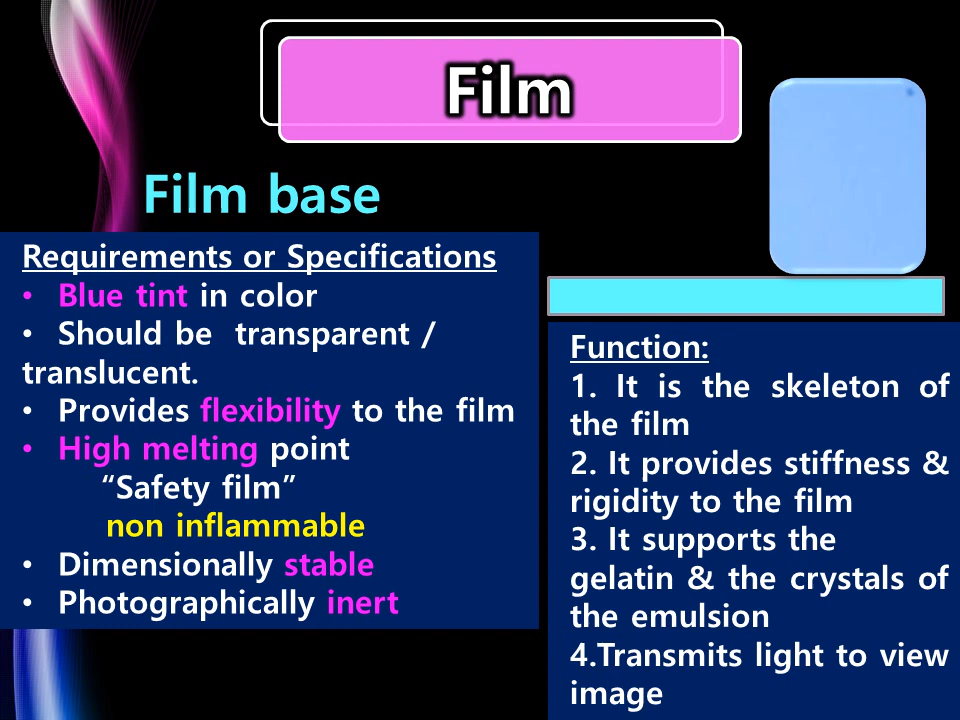 Film
Film base
Requirements or Specifications
• Blue tint in color
• Should be transparent /
translucent.
• Provides flexibility to the film
• High melting point
“Safety film”
non inflammable
• Dimensionally stable
• Photographically inert
Function:
1. It is the skeleton of
the film
2. It provides stiffness &
rigidity to the film
3. It supports the
gelatin & the crystals of
the emulsion
4.Transmits light to view
image